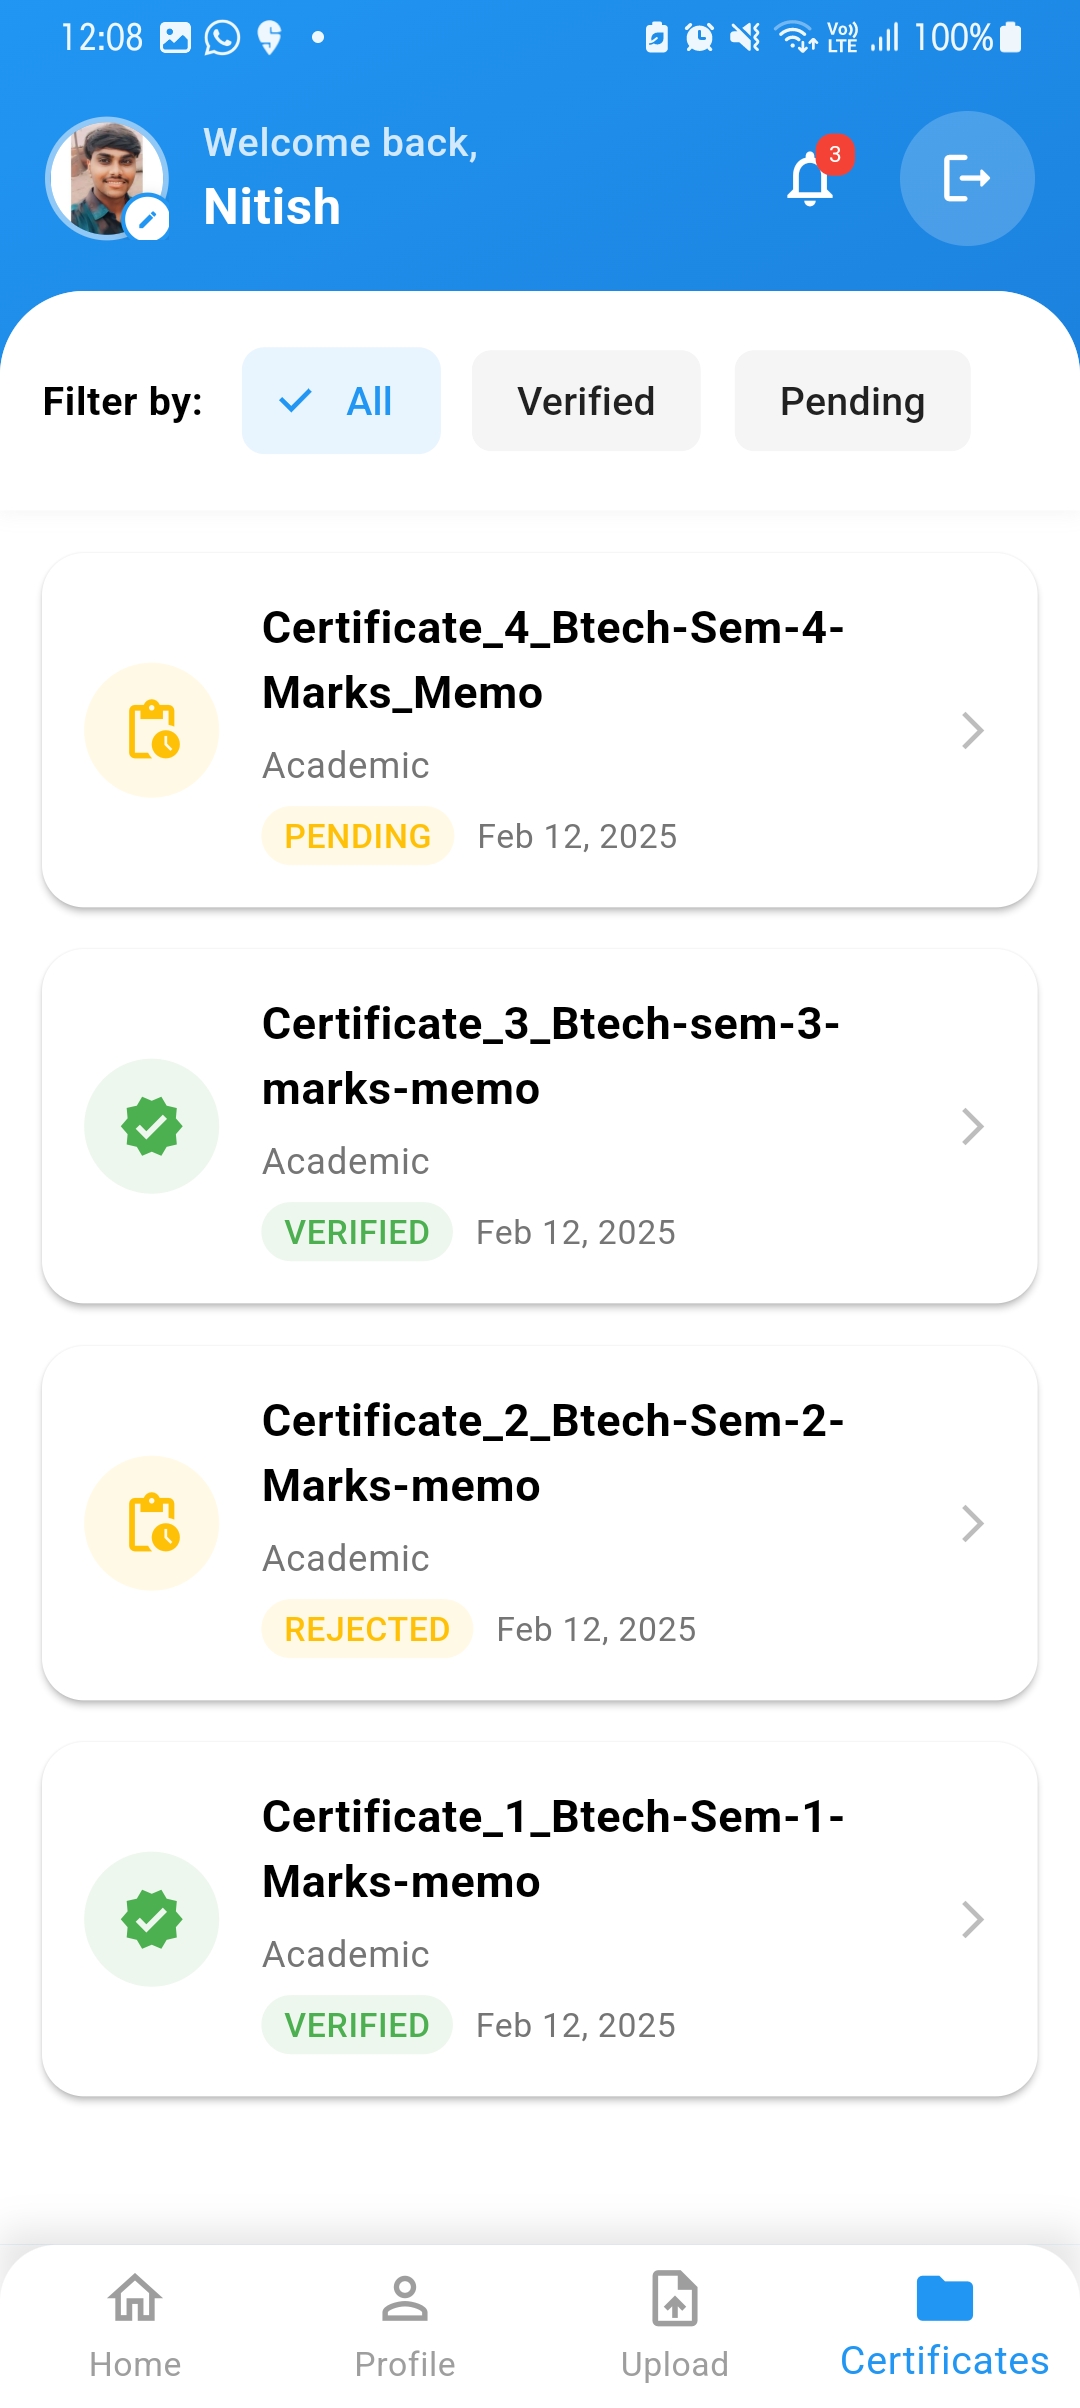 12:08
Vo)) LTE 100%
Welcome back,
Nitish
3
Filter by: All Verified Pending
Certificate_4_Btech-Sem-4-
Marks_Memo
Academic
PENDING Feb 12, 2025
Certificate_3_Btech-sem-3-
marks-memo
Academic
VERIFIED Feb 12, 2025
Certificate_2_Btech-Sem-2-
Marks-memo
Academic
REJECTED Feb 12, 2025
Certificate_1_Btech-Sem-1-
Marks-memo
Academic
VERIFIED Feb 12, 2025
Home Profile Upload Certificates